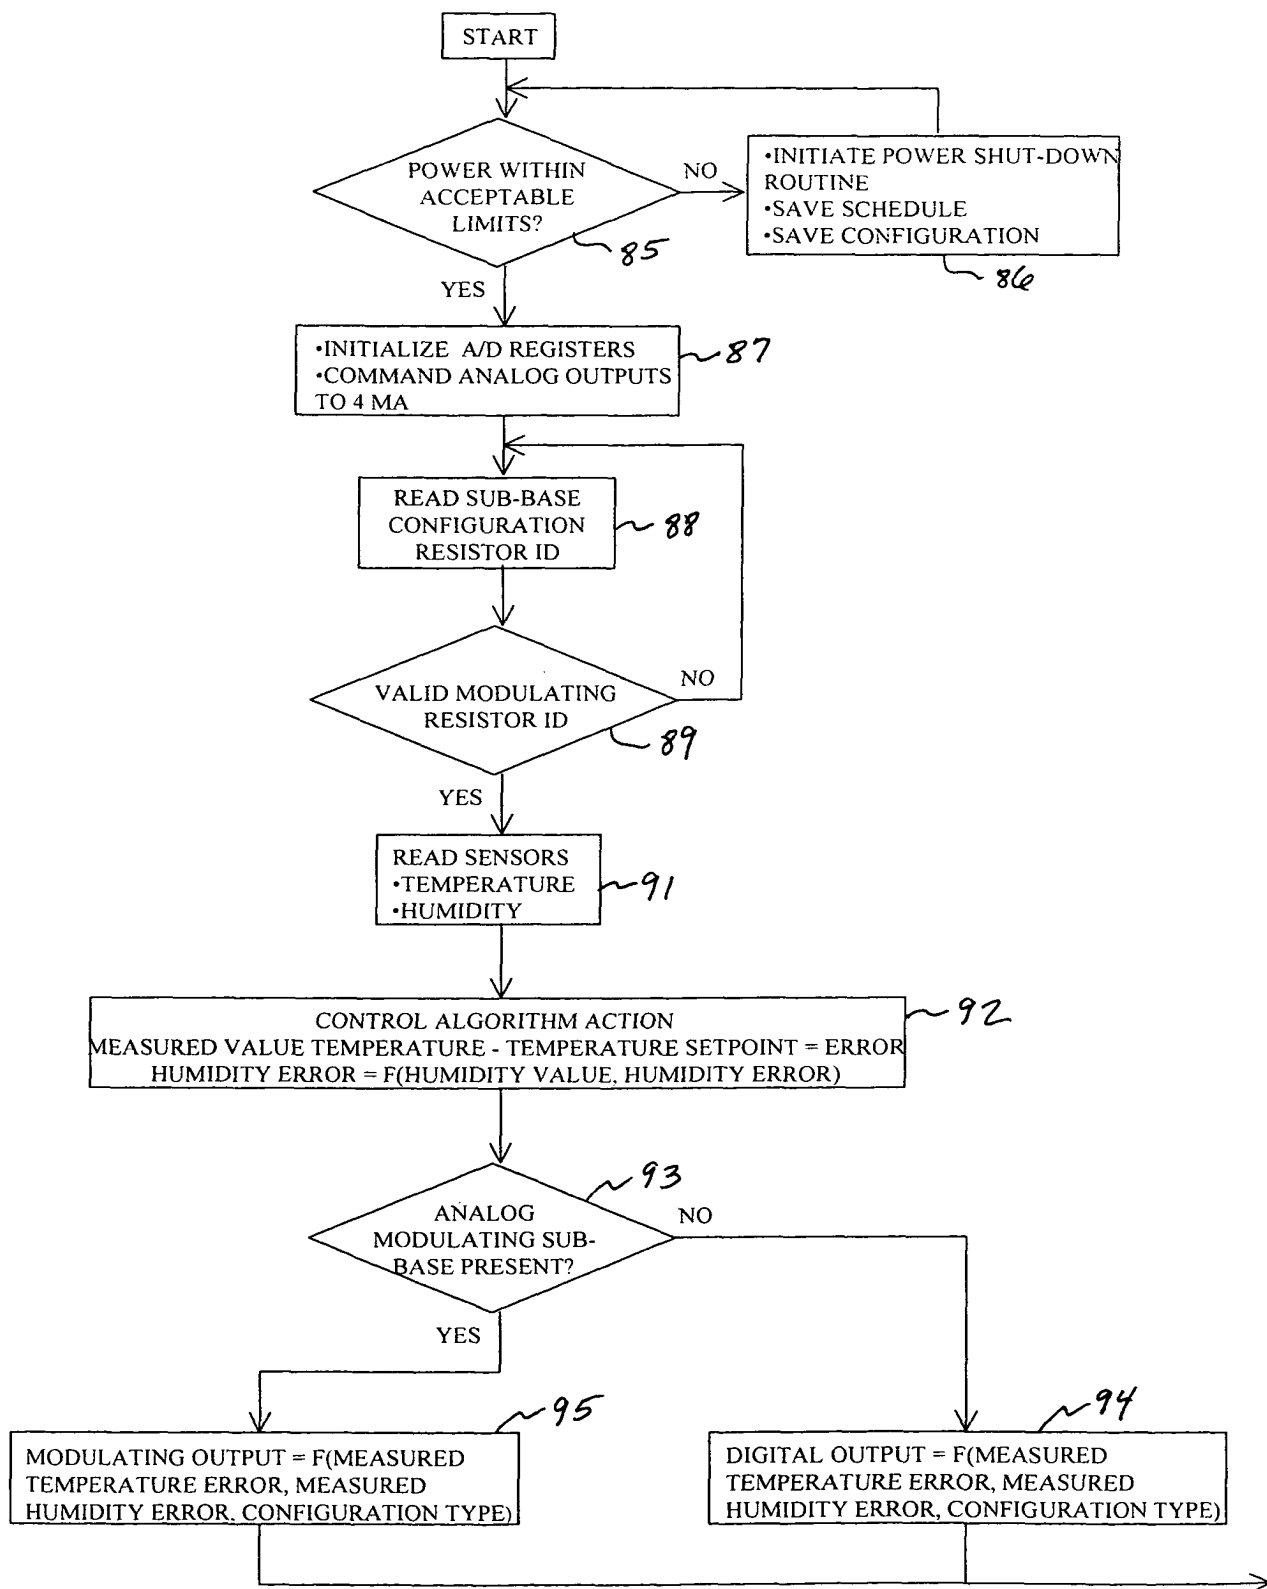 START
POWER WITHIN
ACCEPTABLE
LIMITS?
85
NO
•INITIATE POWER SHUT-DOWN
ROUTINE
•SAVE SCHEDULE
•SAVE CONFIGURATION
86
YES
•INITIALIZE A/D REGISTERS
•COMMAND ANALOG OUTPUTS
TO 4 MA
87
READ SUB-BASE
CONFIGURATION
RESISTOR ID
88
VALID MODULATING
RESISTOR ID
NO
89
YES
READ SENSORS
•TEMPERATURE
•HUMIDITY
91
CONTROL ALGORITHM ACTION
MEASURED VALUE TEMPERATURE - TEMPERATURE SETPOINT = ERROR
HUMIDITY ERROR = F(HUMIDITY VALUE, HUMIDITY ERROR)
92
93
ANALOG
MODULATING SUB-
BASE PRESENT?
NO
YES
95
MODULATING OUTPUT = F(MEASURED
TEMPERATURE ERROR, MEASURED
HUMIDITY ERROR, CONFIGURATION TYPE)
94
DIGITAL OUTPUT = F(MEASURED
TEMPERATURE ERROR, MEASURED
HUMIDITY ERROR, CONFIGURATION TYPE)